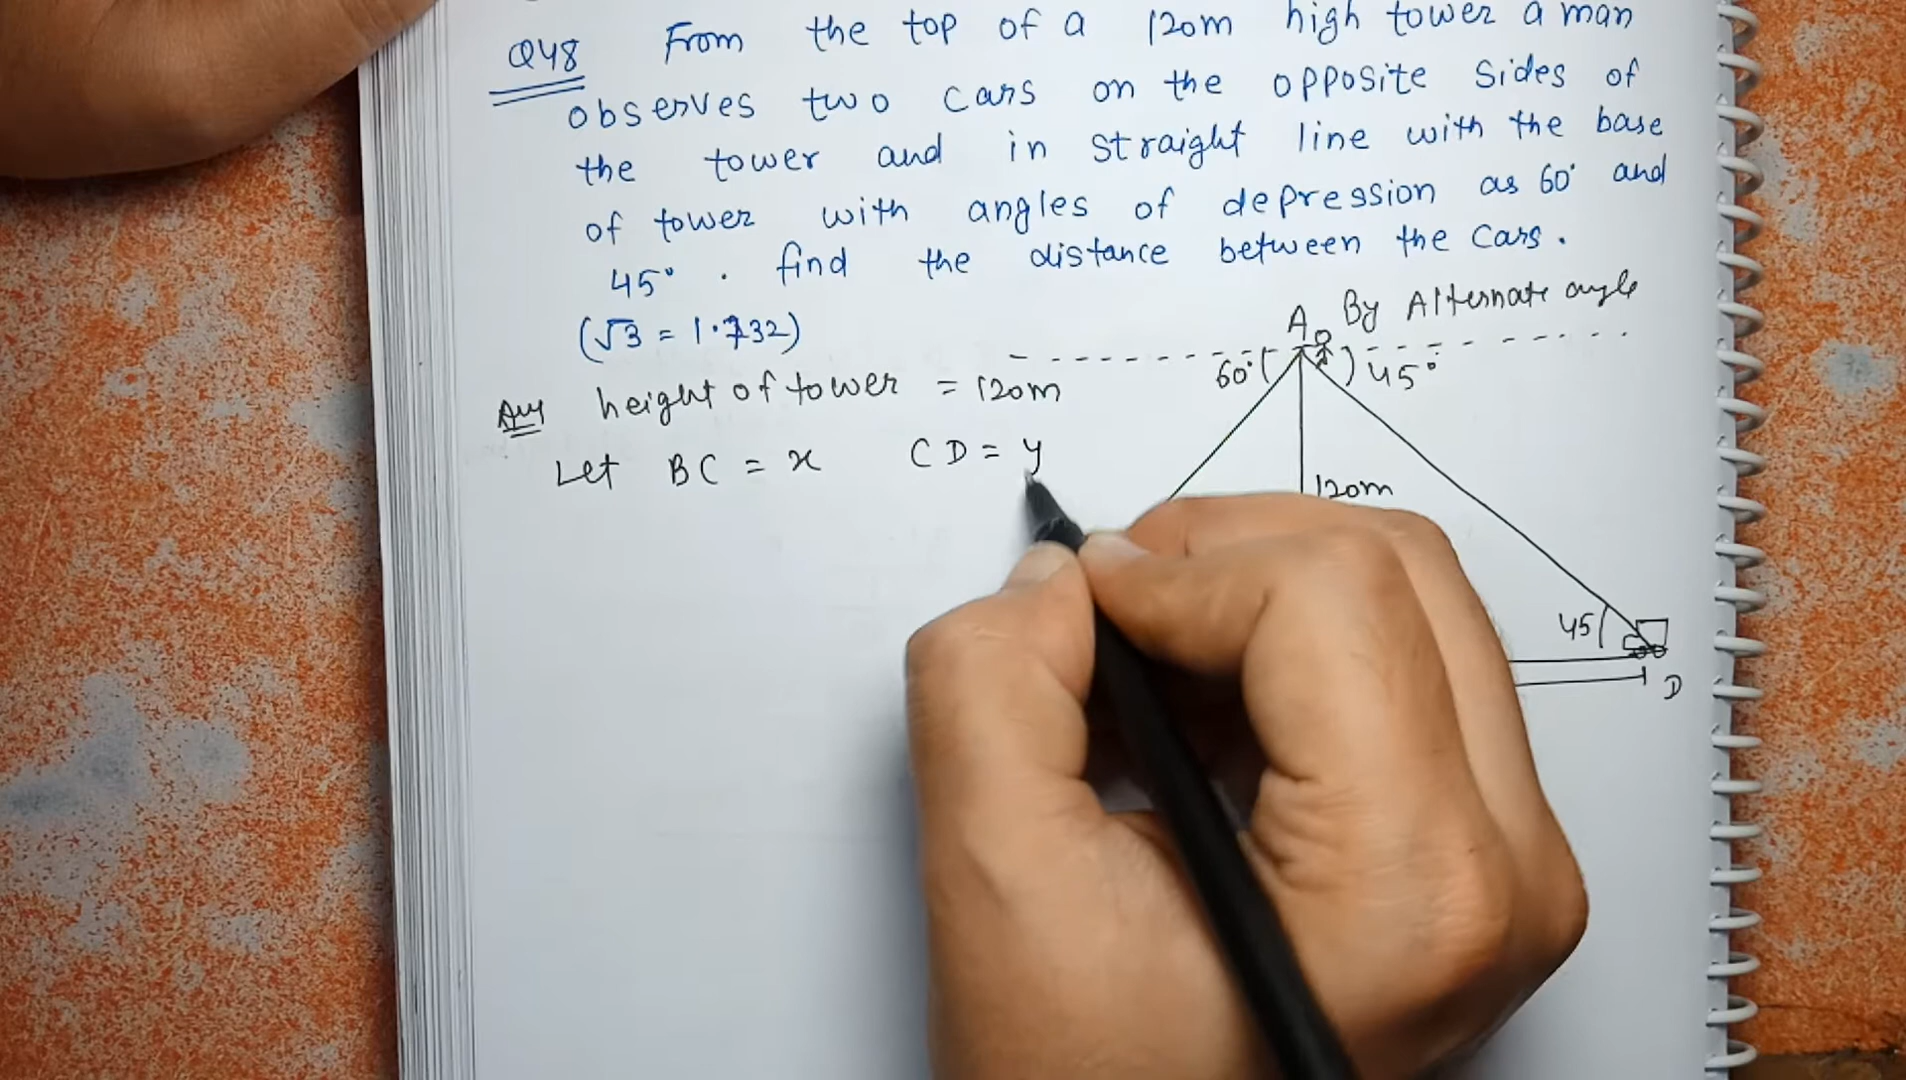 Q48 From the top of a 120m high tower a man
observes two cars on the opposite sides of
the tower and in straight line with the base
of tower with angles of depression as 60° and
45° . find the distance between the cars.
(√3 = 1.732)
By Alternate angle
A
60° 45°
Ans height of tower = 120m
Let BC = x CD = y
120m
45
D